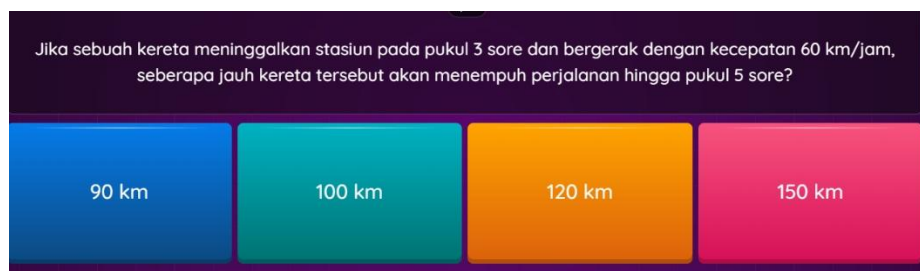 Jika sebuah kereta meninggalkan stasiun pada pukul 3 sore dan bergerak dengan kecepatan 60 km/jam,
seberapa jauh kereta tersebut akan menempuh perjalanan hingga pukul 5 sore?
90 km
100 km
120 km
150 km